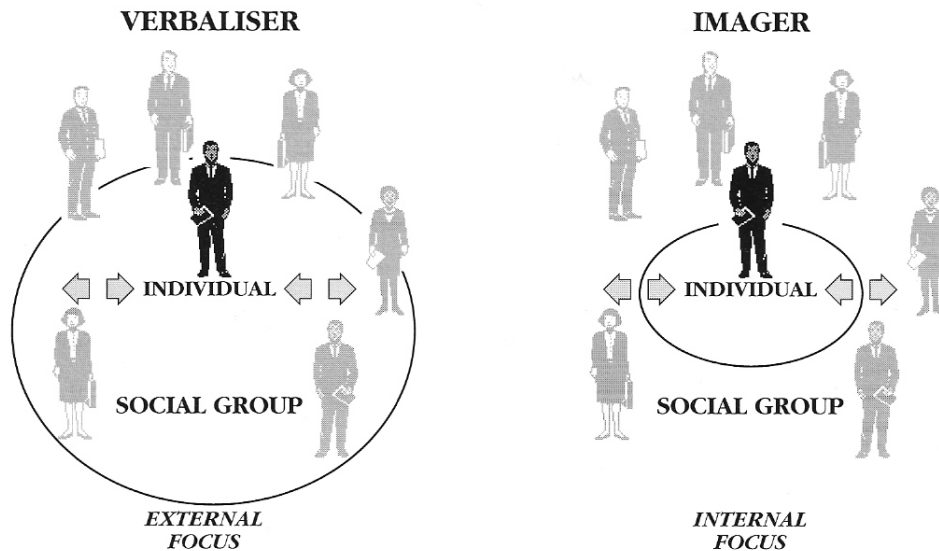 VERBALISER
INDIVIDUAL
SOCIAL GROUP
EXTERNAL
FOCUS
IMAGER
INDIVIDUAL
SOCIAL GROUP
INTERNAL
FOCUS